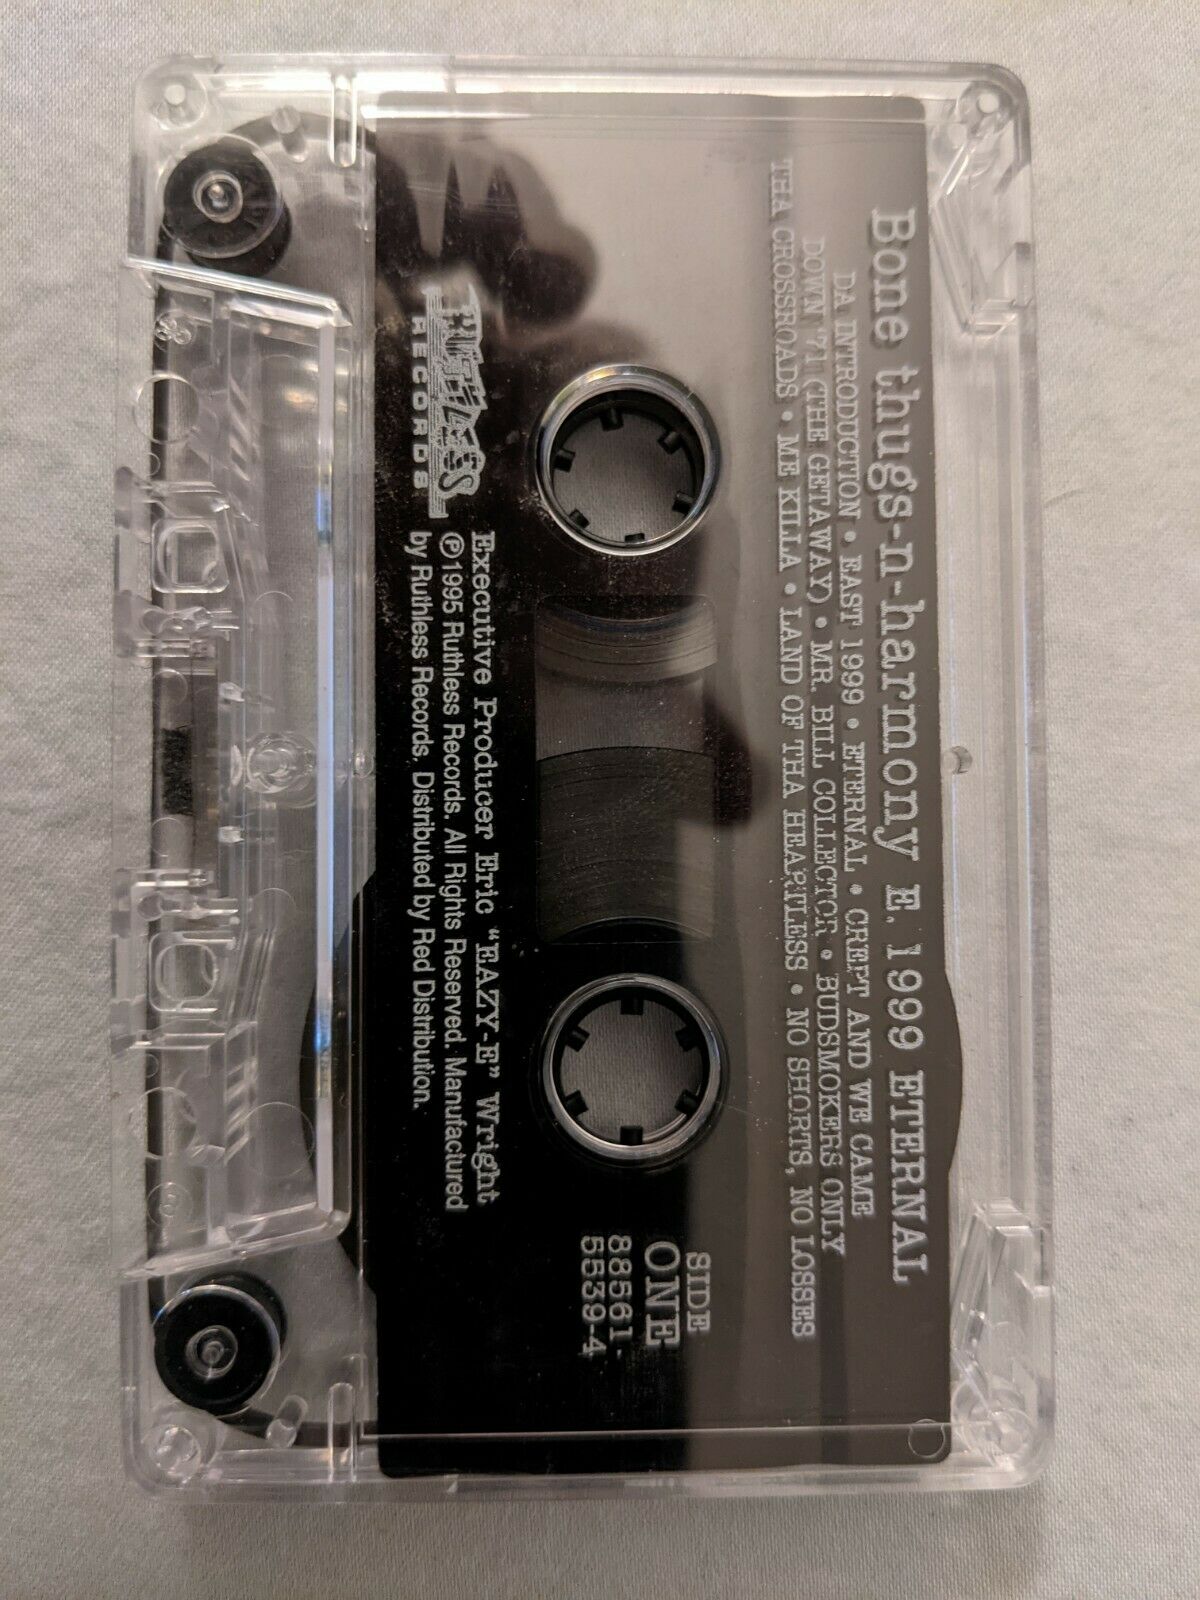 Bone thugs-n-harmony E. 1999 ETERNAL
DA INTRODUCTION • EAST 1999 • ETERNAL • CREPT AND WE CAME
DOWN '71 (THE GETAWAY) • MR. BILL COLLECTOR • BUDSMOKERS ONLY
THA CROSSROADS • ME KILLA • LAND OF THA HEARTLESS • NO SHORTS, NO LOSSES
SIDE
ONE
88561-
5539-4
RUTHLESS
RECORDS
Executive Producer Eric "EAZY-E" Wright
℗1995 Ruthless Records. All Rights Reserved. Manufactured
by Ruthless Records. Distributed by Red Distribution.